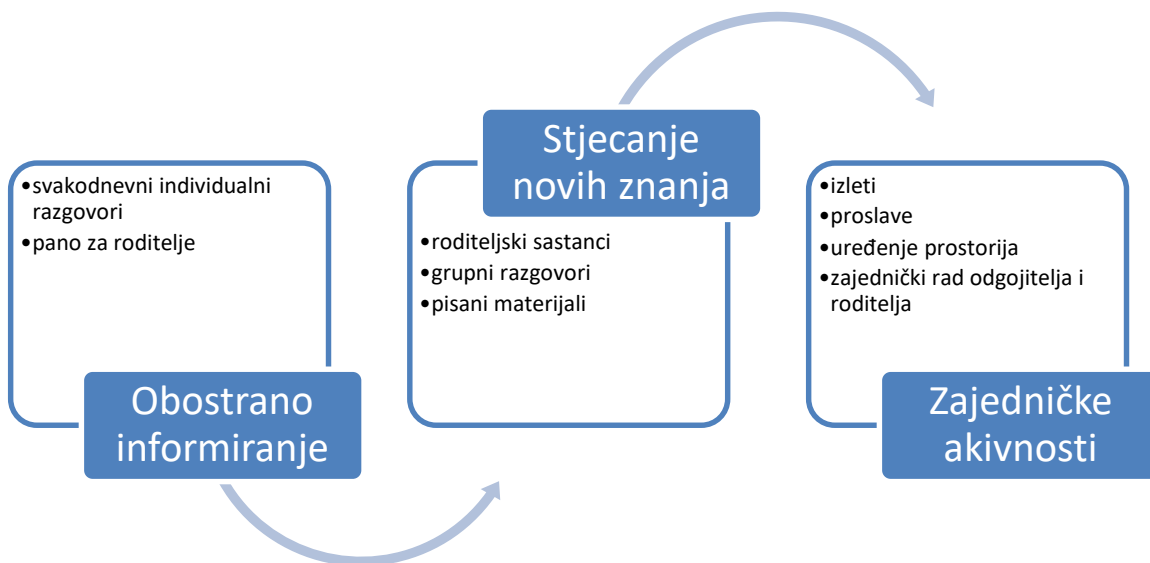 •svakodnevni individualni
razgovori
•pano za roditelje
Obostrano
informiranje
Stjecanje
novih znanja
•roditeljski sastanci
•grupni razgovori
•pisani materijali
•izleti
•proslave
•uređenje prostorija
•zajednički rad odgojitelja i
roditelja
Zajedničke
akivnosti